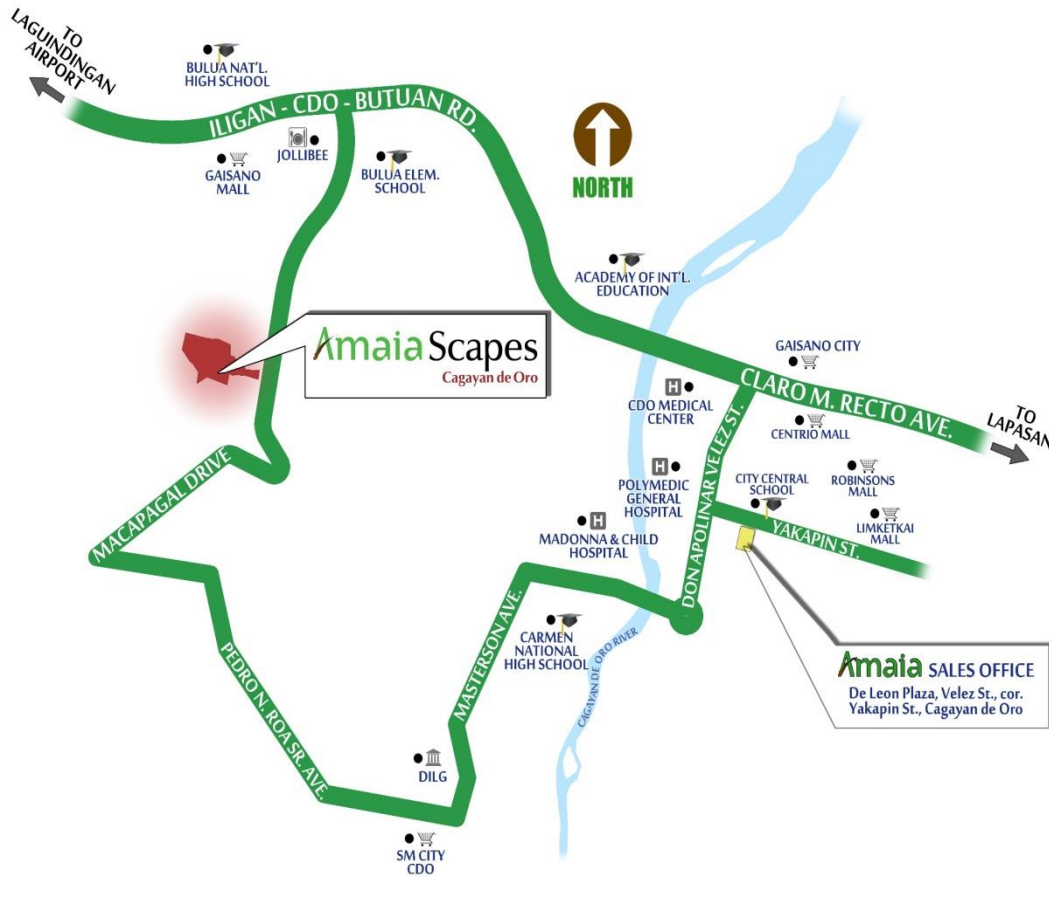 TO
LAGUINDINGAN
AIRPORT
BULUA NAT'L.
HIGH SCHOOL
ILIGAN - CDO - BUTUAN RD.
JOLLIBEE
GAISANO
MALL
BULUA ELEM.
SCHOOL
NORTH
ACADEMY OF INT'L.
EDUCATION
Amaia Scapes
Cagayan de Oro
GAISANO CITY
CLARO M. RECTO AVE.
TO
LAPASAN
H
CDO MEDICAL
CENTER
CENTRIO MALL
DON APOLINAR VELEZ ST.
H
POLYMEDIC
GENERAL
HOSPITAL
CITY CENTRAL
SCHOOL
ROBINSONS
MALL
LIMKETKAI
MALL
YAKAPIN ST.
H
MADONNA & CHILD
HOSPITAL
MACAPAGAL DRIVE
PEDRO N. ROA SR. AVE.
MASTERSON AVE.
CARMEN
NATIONAL
HIGH SCHOOL
CAGAYAN DE ORO RIVER
Amaia SALES OFFICE
De Leon Plaza, Velez St., cor.
Yakapin St., Cagayan de Oro
DILG
SM CITY
CDO